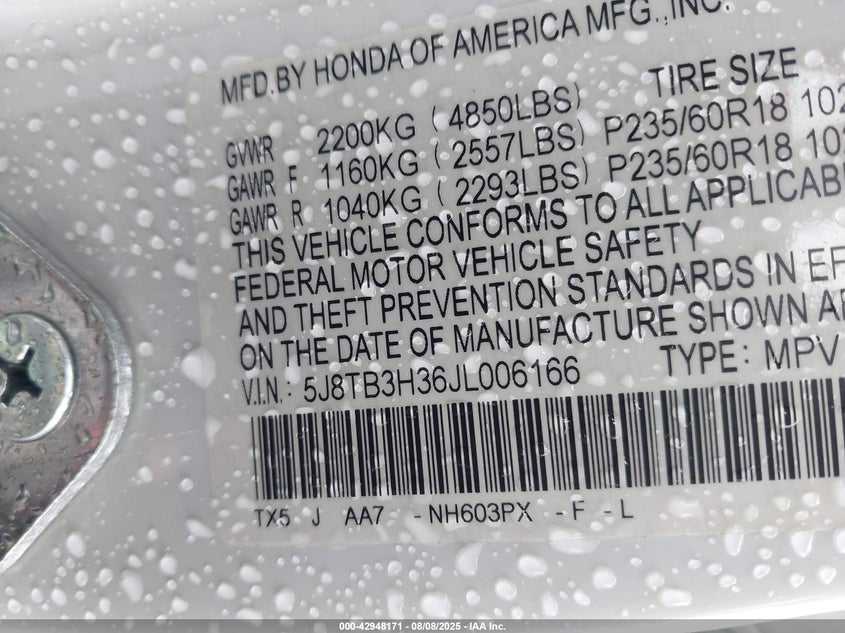 MFD.BY HONDA OF AMERICA MFG.,INC.
TIRE SIZE
GVWR 2200KG (4850LBS)
GAWR F 1160KG (2557LBS) P235/60R18
GAWR R 1040KG (2293LBS) P235/60R18
THIS VEHICLE CONFORMS TO ALL
FEDERAL MOTOR VEHICLE SAFETY
AND THEFT PREVENTION STANDARDS IN
ON THE DATE OF MANUFACTURE SHOWN
V.I.N.: 5J8TB3H36JL006166 TYPE: MPV
TX5 J AA7 -NH603PX -F -L
000-42948171 - 08/08/2025 - IAA Inc.